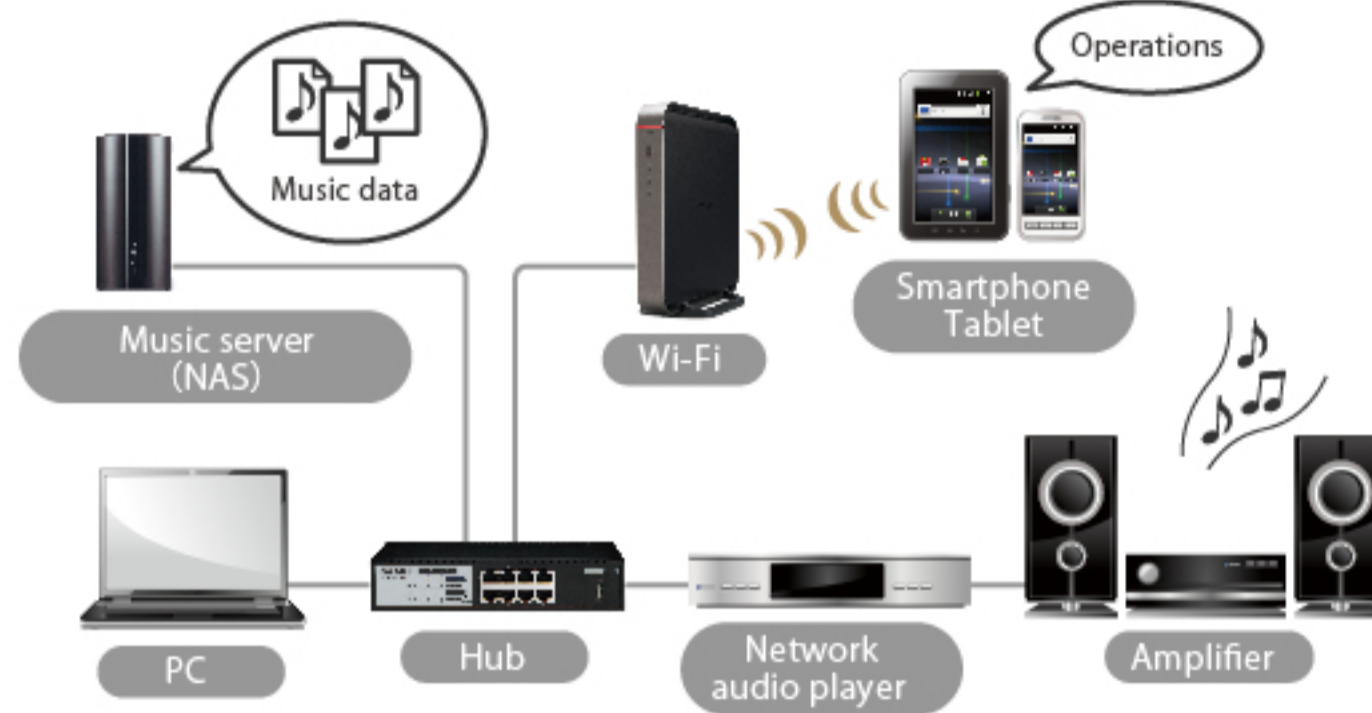 Operations
Music data
Smartphone
Tablet
Music server
(NAS)
Wi-Fi
PC
Hub
Network
audio player
Amplifier